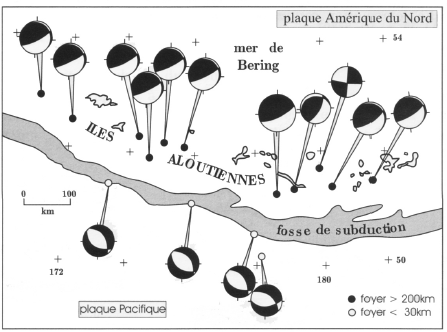 plaque Amérique du Nord
54
mer de
Bering
ILES
ALOUTIENNES
0 100
km
fosse de subduction
172
180
50
plaque Pacifique
foyer > 200km
foyer < 30km